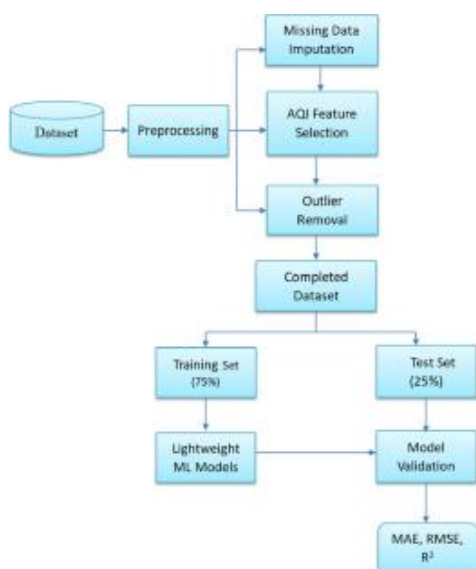 Missing Data
Imputation
Dataset
Preprocessing
AQI Feature
Selection
Outlier
Removal
Completed
Dataset
Training Set
(75%)
Test Set
(25%)
Lightweight
ML Models
Model
Validation
MAE, RMSE,
R²